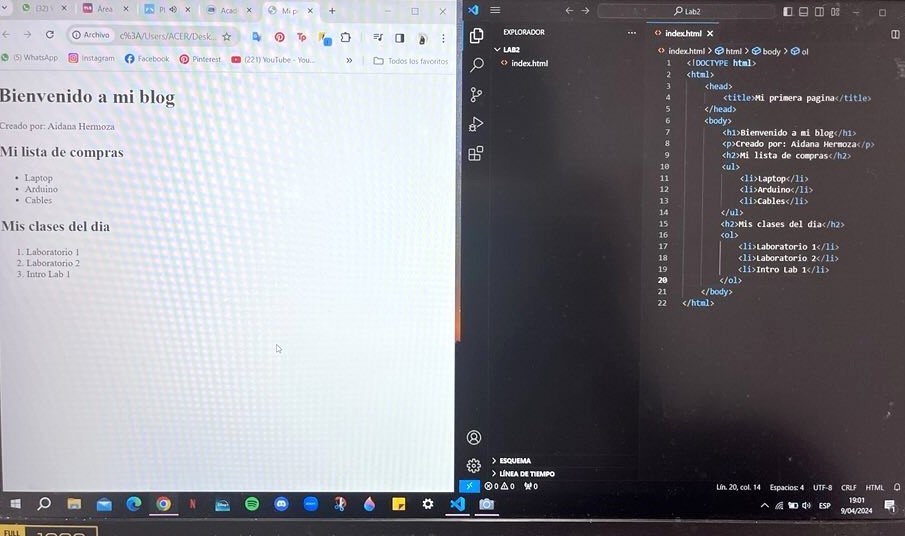 (32)
Área
Acad
Mi p
Archivo c%3A/Users/ACER/Desk...
(5) WhatsApp Instagram Facebook Pinterest (221) YouTube - You... » Todos los favoritos
Bienvenido a mi blog
Creado por: Aidana Hermoza
Mi lista de compras
• Laptop
• Arduino
• Cables
Mis clases del dia
1. Laboratorio 1
2. Laboratorio 2
3. Intro Lab 1
Lab2
EXPLORADOR ...
LAB2
<> index.html
index.html
index.html > html > body > ol
1 <!DOCTYPE html>
2 <html>
3 <head>
4 <title>Mi primera pagina</title>
5 </head>
6 <body>
7 <h1>Bienvenido a mi blog</h1>
8 <p>Creado por: Aidana Hermoza</p>
9 <h2>Mi lista de compras</h2>
10 <ul>
11 <li>Laptop</li>
12 <li>Arduino</li>
13 <li>Cables</li>
14 </ul>
15 <h2>Mis clases del dia</h2>
16 <ol>
17 <li>Laboratorio 1</li>
18 <li>Laboratorio 2</li>
19 <li>Intro Lab 1</li>
20 </ol>
21 </body>
22 </html>
ESQUEMA
LÍNEA DE TIEMPO
0 0 0
Lín. 20, col. 14 Espacios: 4 UTF-8 CRLF HTML
ESP
19:01
9/04/2024
FULL